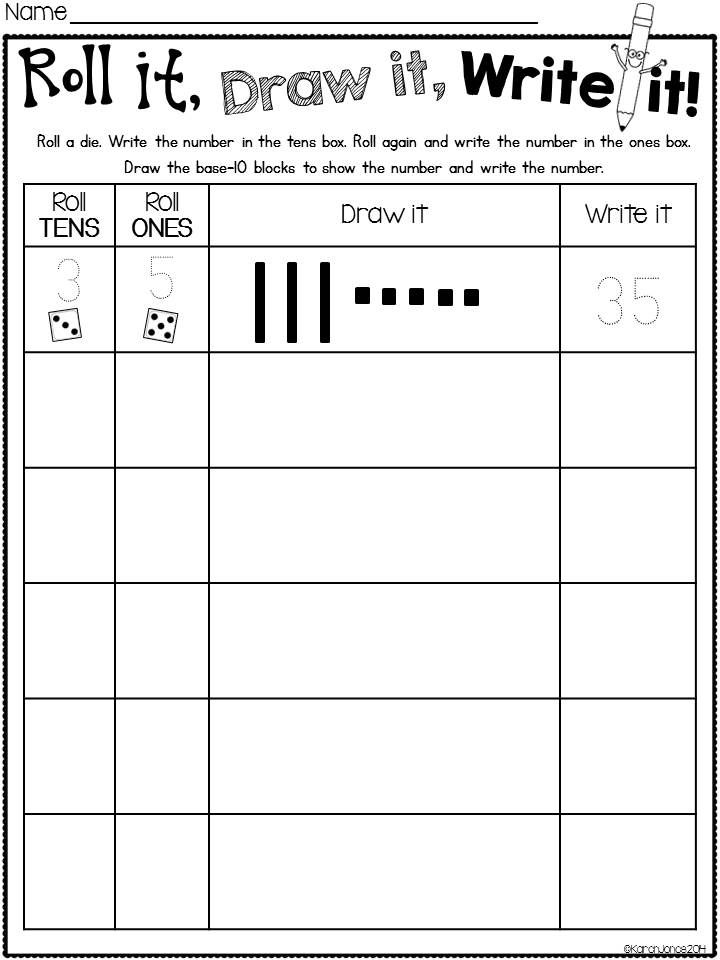 Name
Roll it, Draw it, Write it!
Roll a die. Write the number in the tens box. Roll again and write the number in the ones box.
Draw the base-10 blocks to show the number and write the number.
Roll TENS
Roll ONES
Draw it
Write it
3
5
35
©KaranJonce2014